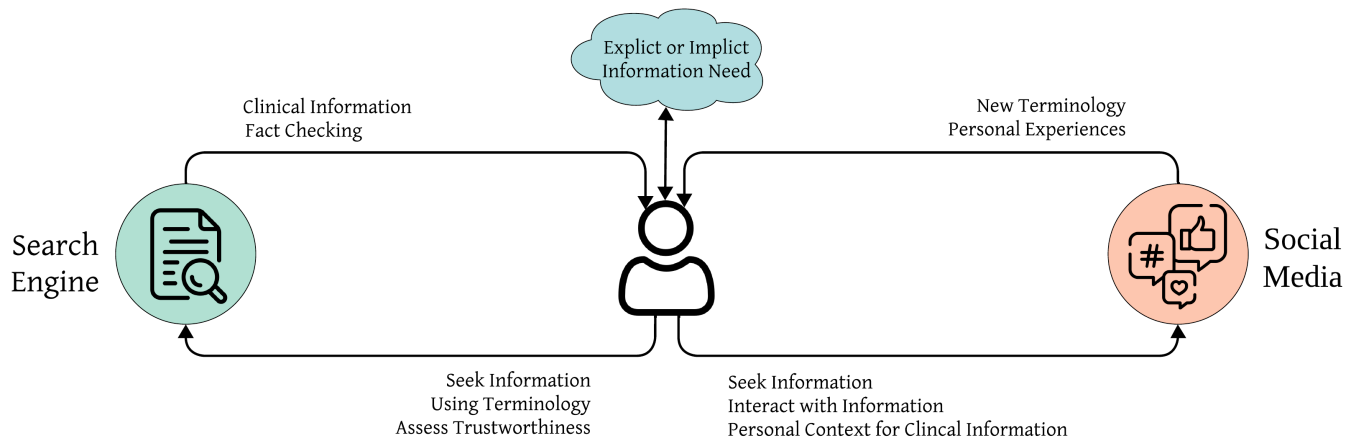 Explict or Implict
Information Need
Clinical Information
Fact Checking
New Terminology
Personal Experiences
Search
Engine
#
Social
Media
Seek Information
Using Terminology
Assess Trustworthiness
Seek Information
Interact with Information
Personal Context for Clincal Information